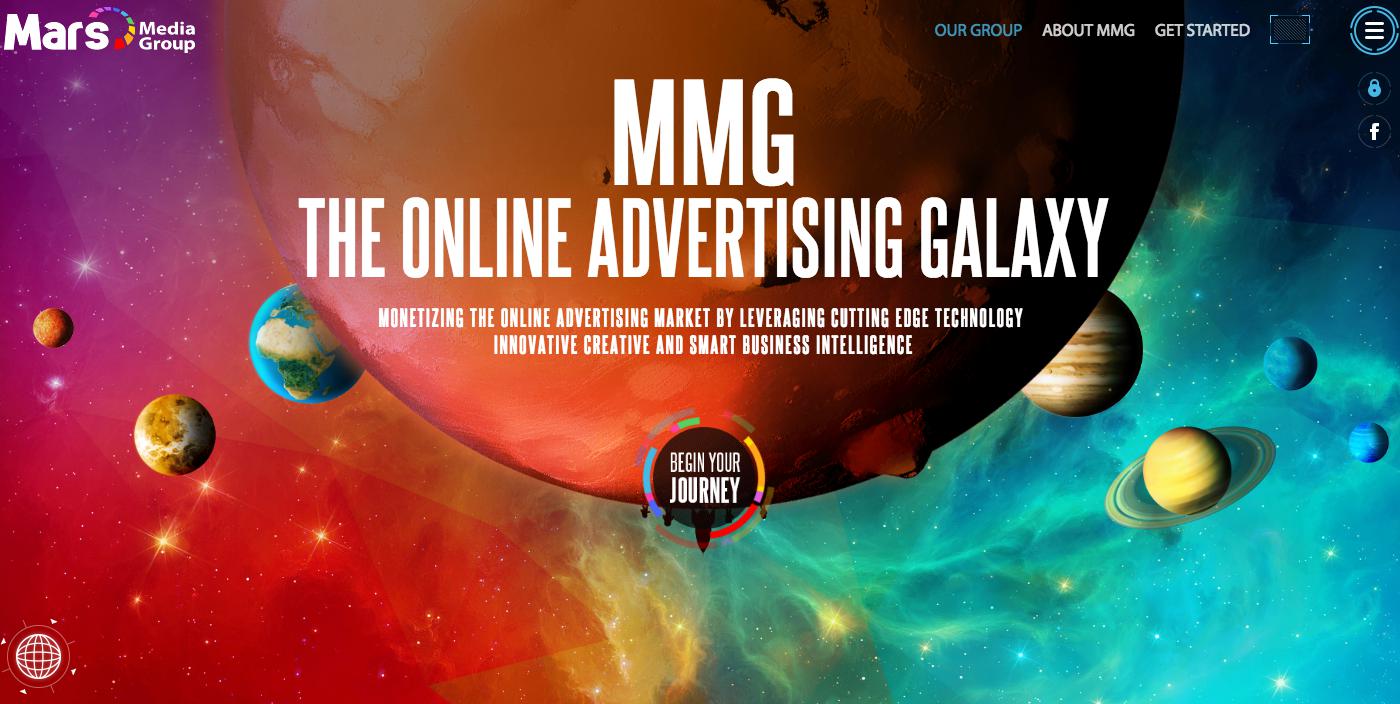 Mars Media Group
OUR GROUP
ABOUT MMG
GET STARTED
MMG
THE ONLINE ADVERTISING GALAXY
MONETIZING THE ONLINE ADVERTISING MARKET BY LEVERAGING CUTTING EDGE TECHNOLOGY
INNOVATIVE CREATIVE AND SMART BUSINESS INTELLIGENCE
BEGIN YOUR
JOURNEY